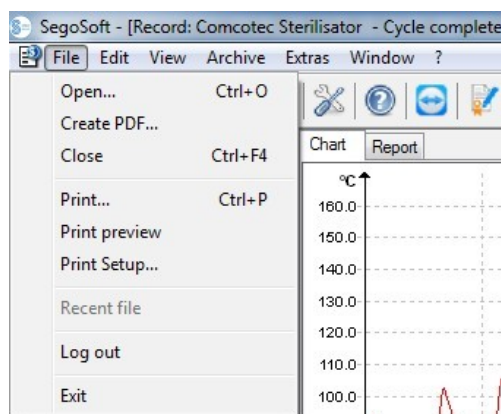 SegoSoft - [Record: Comcotec Sterilisator - Cycle complete
File Edit View Archive Extras Window ?
Open... Ctrl+O
Create PDF...
Close Ctrl+F4
Print... Ctrl+P
Print preview
Print Setup...
Recent file
Log out
Exit
Chart Report
°C
160.0
150.0
140.0
130.0
120.0
110.0
100.0